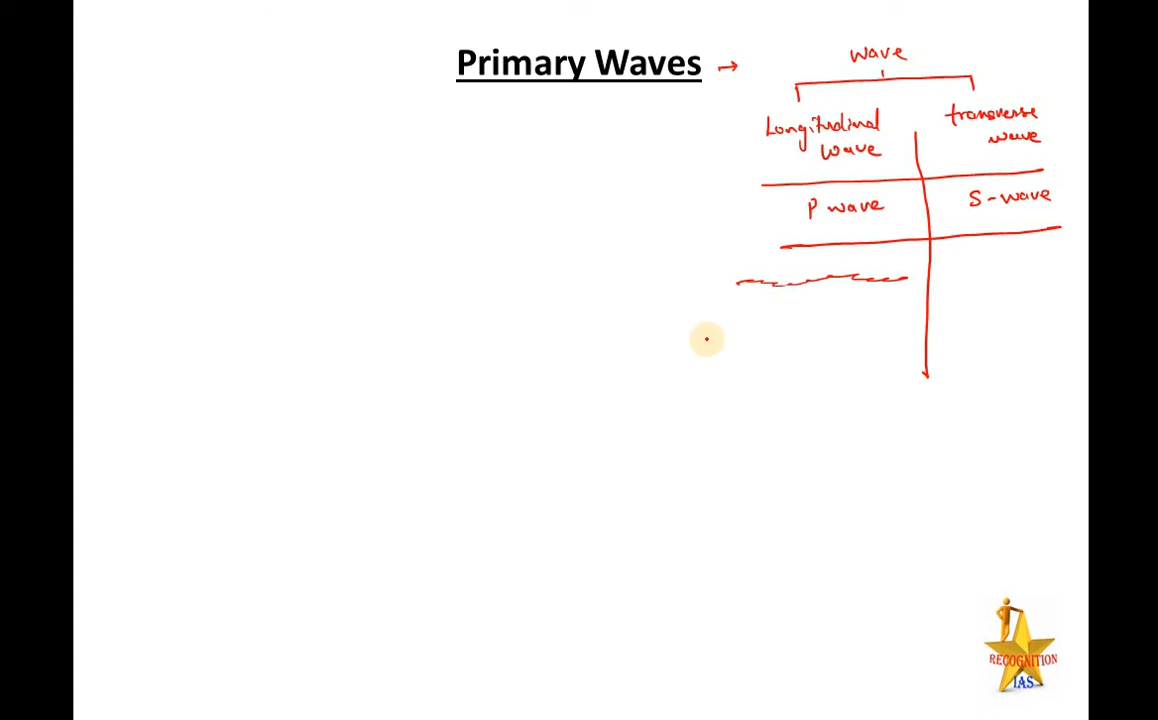 Primary Waves →
wave
Longitudinal
wave
transverse
wave
P wave
S-wave
RECOGNITION
IAS